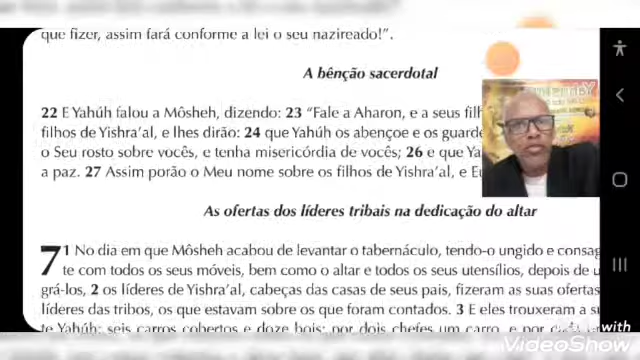 que fizer, assim fará conforme a lei o seu nazireado!”.
A bênção sacerdotal
22 E Yahúh falou a Môsheh, dizendo: 23 “Fale a Aharon, e a seus filh
filhos de Yishra'al, e lhes dirão: 24 que Yahúh os abençoe e os guarde
o Seu rosto sobre vocês, e tenha misericórdia de vocês; 26 e que Ya
a paz. 27 Assim porão o Meu nome sobre os filhos de Yishra'al, e Eu
As ofertas dos líderes tribais na dedicação do altar
7 1 No dia em que Môsheh acabou de levantar o tabernáculo, tendo-o ungido e consag
te com todos os seus móveis, bem como o altar e todos os seus utensílios, depois de u
grá-los, 2 os líderes de Yishra'al, cabeças das casas de seus pais, fizeram as suas ofertas
líderes das tribos, os que estavam sobre os que foram contados. 3 E eles trouxeram a s
te Yahúh: seis carros cobertos e doze bois; por dois chefes um carro, e por
with
VideoShow